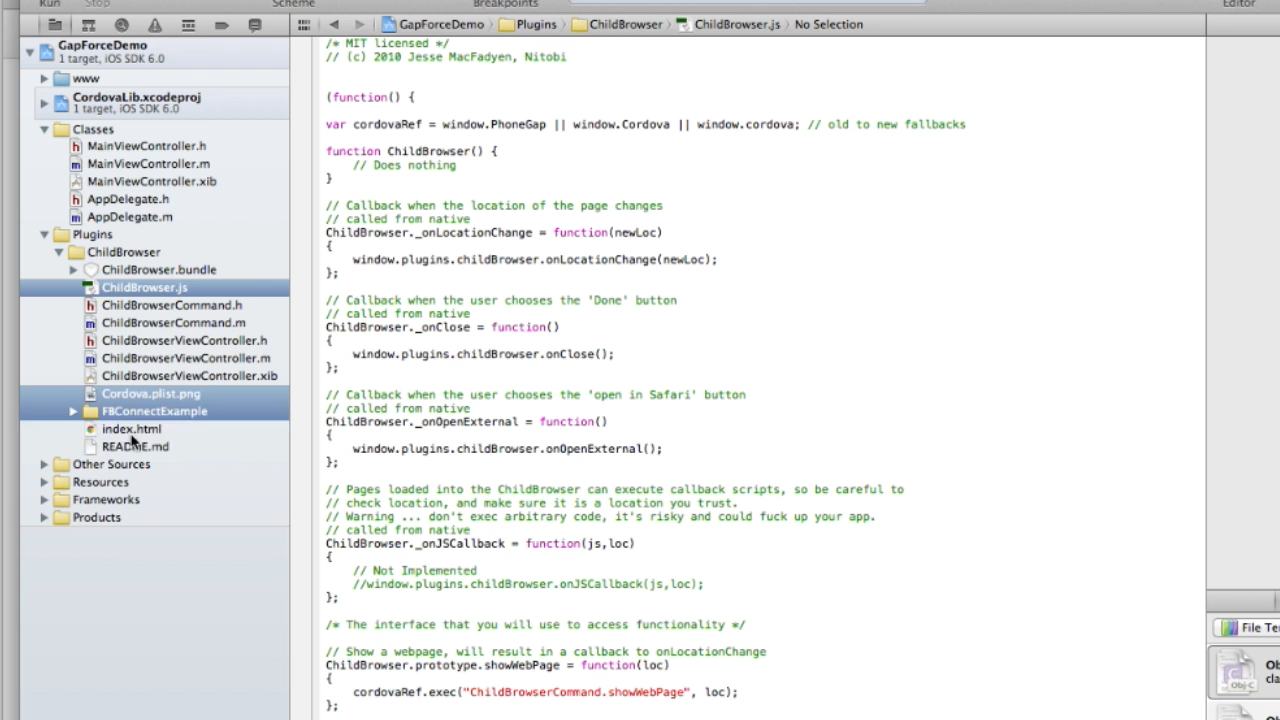 Run Stop Scheme Breakpoints Editor
GapForceDemo Plugins ChildBrowser ChildBrowser.js No Selection
GapForceDemo
1 target, iOS SDK 6.0
www
CordovaLib.xcodeproj
1 target, iOS SDK 6.0
Classes
MainViewController.h
MainViewController.m
MainViewController.xib
AppDelegate.h
AppDelegate.m
Plugins
ChildBrowser
ChildBrowser.bundle
ChildBrowser.js
ChildBrowserCommand.h
ChildBrowserCommand.m
ChildBrowserViewController.h
ChildBrowserViewController.m
ChildBrowserViewController.xib
Cordova.plist.png
FBConnectExample
index.html
README.md
Other Sources
Resources
Frameworks
Products
/* MIT licensed */
// (c) 2010 Jesse MacFadyen, Nitobi
(function() {
var cordovaRef = window.PhoneGap || window.Cordova || window.cordova; // old to new fallbacks
function ChildBrowser() {
// Does nothing
}
// Callback when the location of the page changes
// called from native
ChildBrowser._onLocationChange = function(newLoc)
{
window.plugins.childBrowser.onLocationChange(newLoc);
};
// Callback when the user chooses the 'Done' button
// called from native
ChildBrowser._onClose = function()
{
window.plugins.childBrowser.onClose();
};
// Callback when the user chooses the 'open in Safari' button
// called from native
ChildBrowser._onOpenExternal = function()
{
window.plugins.childBrowser.onOpenExternal();
};
// Pages loaded into the ChildBrowser can execute callback scripts, so be careful to
// check location, and make sure it is a location you trust.
// Warning ... don't exec arbitrary code, it's risky and could fuck up your app.
// called from native
ChildBrowser._onJSCallback = function(js,loc)
{
// Not Implemented
//window.plugins.childBrowser.onJSCallback(js,loc);
};
/* The interface that you will use to access functionality */
// Show a webpage, will result in a callback to onLocationChange
ChildBrowser.prototype.showWebPage = function(loc)
{
cordovaRef.exec("ChildBrowserCommand.showWebPage", loc);
};
File Te
Obj-C
Ob
cla